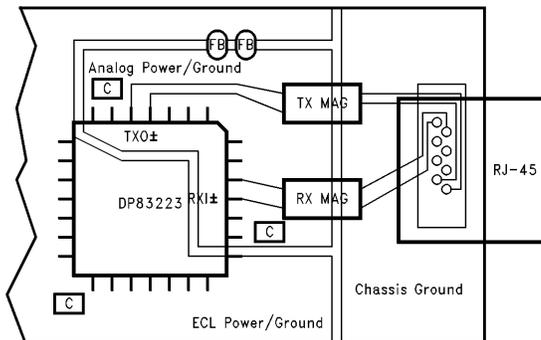 FB FB
Analog Power/Ground
C
TX MAG
TXO±
RJ-45
DP83223
RXI±
RX MAG
C
Chassis Ground
C
ECL Power/Ground